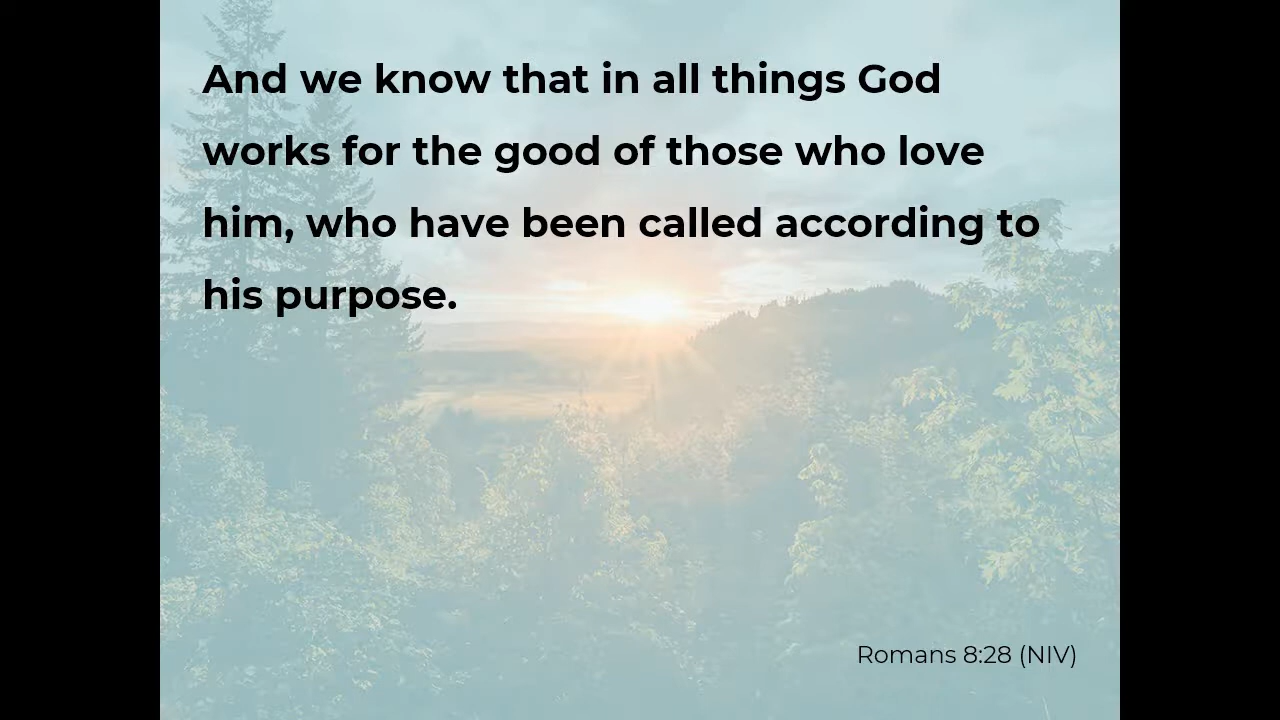 And we know that in all things God
works for the good of those who love
him, who have been called according to
his purpose.
Romans 8:28 (NIV)